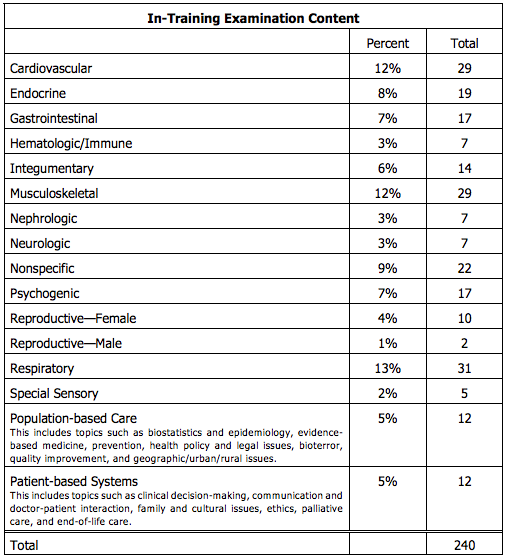 In-Training Examination Content
Percent Total
Cardiovascular 12% 29
Endocrine 8% 19
Gastrointestinal 7% 17
Hematologic/Immune 3% 7
Integumentary 6% 14
Musculoskeletal 12% 29
Nephrologic 3% 7
Neurologic 3% 7
Nonspecific 9% 22
Psychogenic 7% 17
Reproductive—Female 4% 10
Reproductive—Male 1% 2
Respiratory 13% 31
Special Sensory 2% 5
Population-based Care 5% 12
This includes topics such as biostatistics and epidemiology, evidence-
based medicine, prevention, health policy and legal issues, bioterror,
quality improvement, and geographic/urban/rural issues.
Patient-based Systems 5% 12
This includes topics such as clinical decision-making, communication and
doctor-patient interaction, family and cultural issues, ethics, palliative
care, and end-of-life care.
Total 240